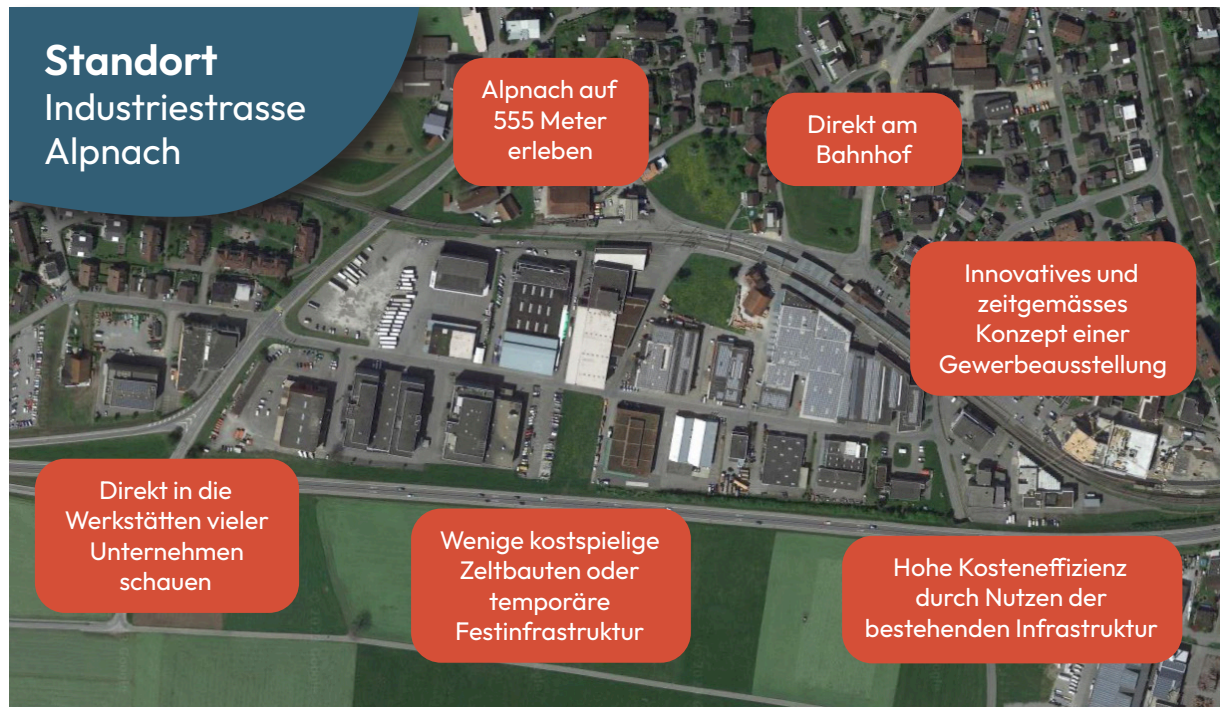 Standort
Industriestrasse
Alpnach
Alpnach auf
555 Meter
erleben
Direkt am
Bahnhof
Innovatives und
zeitgemässes
Konzept einer
Gewerbeausstellung
Direkt in die
Werkstätten vieler
Unternehmen
schauen
Wenige kostspielige
Zeltbauten oder
temporäre
Festinfrastruktur
Hohe Kosteneffizienz
durch Nutzen der
bestehenden Infrastruktur